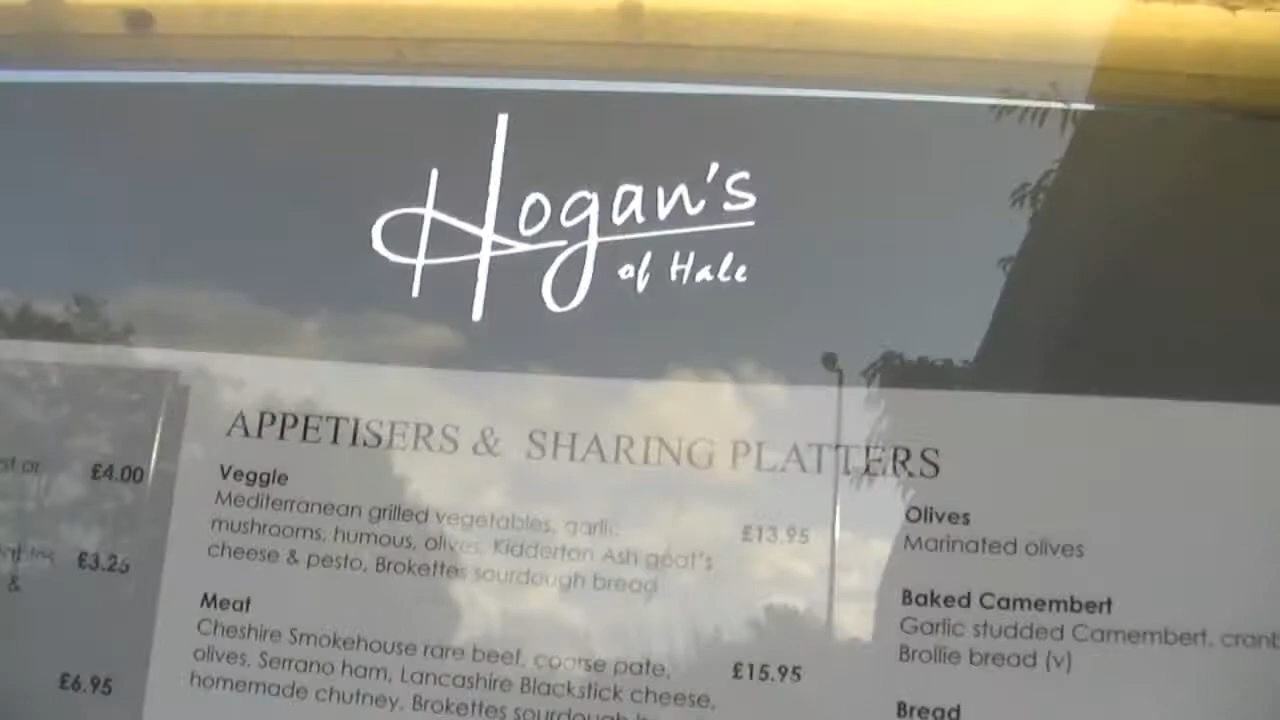 Hogan's
of Hale
st or £4.00
£3.25
&
£6.95
APPETISERS & SHARING PLATTERS
Veggie
Mediterranean grilled vegetables, garlic
mushrooms, humous, olives, Kidderton Ash goat's
cheese & pesto, Brokettes sourdough bread
£13.95
Meat
Cheshire Smokehouse rare beef, coarse pate,
olives, Serrano ham, Lancashire Blackstick cheese,
homemade chutney, Brokettes sourdough
£15.95
Olives
Marinated olives
Baked Camembert
Garlic studded Camembert, cranb
Brollie bread (v)
Bread